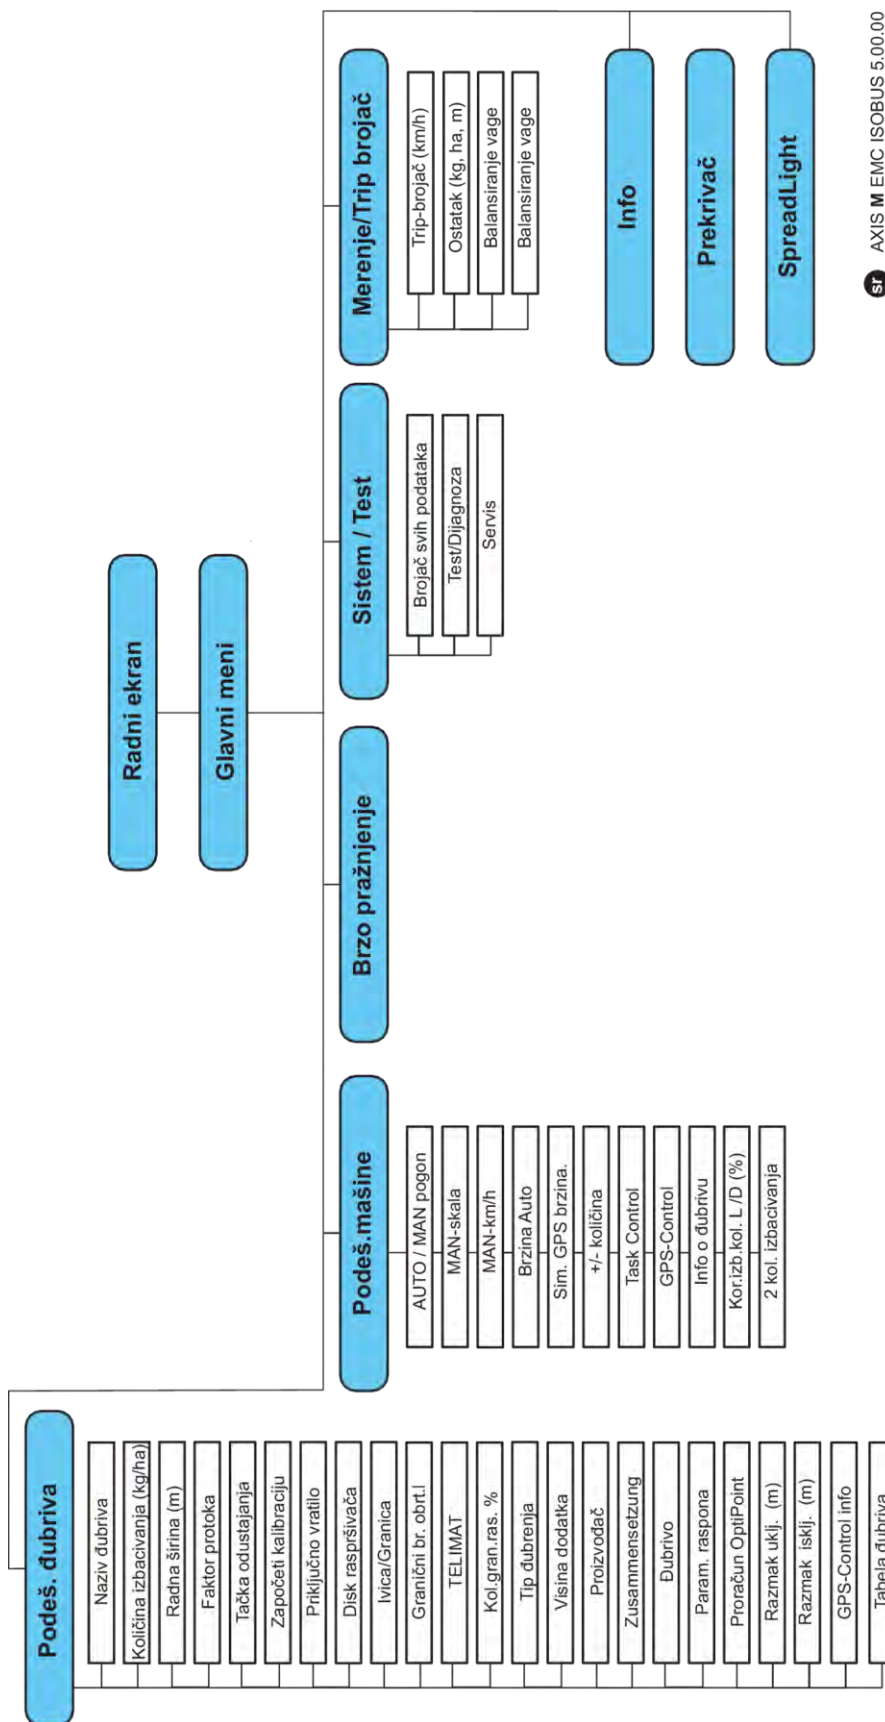 Radni ekran
Glavni meni
Podeš. đubriva
Naziv đubriva
Količina izbacivanja (kg/ha)
Radna širina (m)
Faktor protoka
Tačka odustajanja
Započeti kalibraciju
Priključno vratilo
Disk raspršivača
Ivica/Granica
Granični br. obrt.l
TELIMAT
Kol.gran.ras. %
Tip đubrenja
Visina dodatka
Proizvođač
Zusammensetzung
Đubrivo
Param. raspona
Proračun OptiPoint
Razmak uklj. (m)
Razmak isklj. (m)
GPS-Control info
Tabela đubriva
Podeš.mašine
AUTO / MAN pogon
MAN-skala
MAN-km/h
Brzina Auto
Sim. GPS brzina.
+/- količina
Task Control
GPS-Control
Info o đubrivu
Kor.izb.kol. L /D (%)
2 kol. izbacivanja
Brzo pražnjenje
Sistem / Test
Brojač svih podataka
Test/Dijagnoza
Servis
Merenje/Trip brojač
Trip-brojač (km/h)
Ostatak (kg, ha, m)
Balansiranje vage
Balansiranje vage
Info
Prekrivač
SpreadLight
sr AXIS M EMC ISOBUS 5.00.00